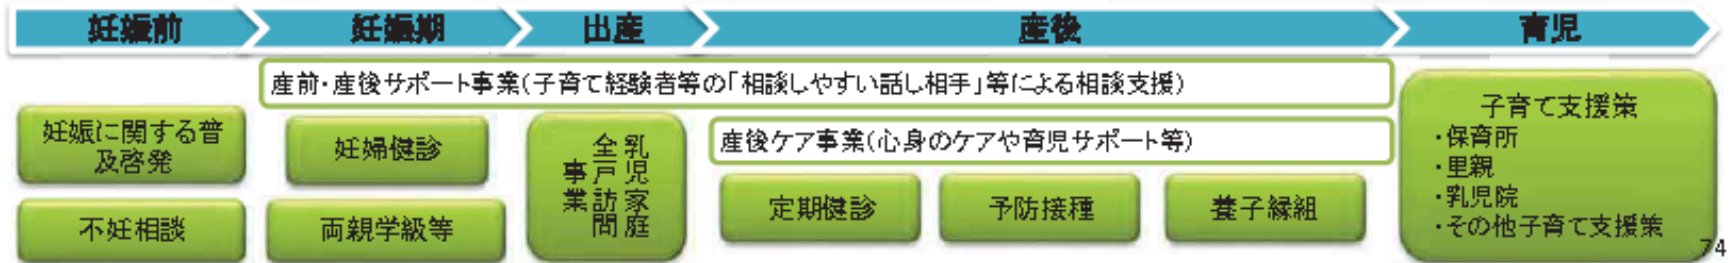 妊娠前
妊娠期
出産
産後
育児
産前・産後サポート事業(子育て経験者等の「相談しやすい話し相手」等による相談支援)
妊娠に関する普
及啓発
妊婦健診
乳児家庭
全戸訪問
事業
産後ケア事業(心身のケアや育児サポート等)
子育て支援策
・保育所
・里親
・乳児院
・その他子育て支援策
不妊相談
両親学級等
定期健診
予防接種
養子縁組
74